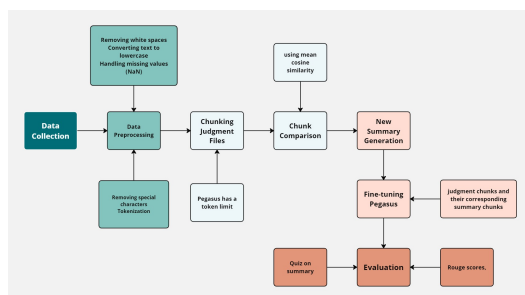 Removing white spaces
Converting text to
lowercase
Handling missing values
(NaN)
using mean
cosine
similarity
Data
Collection
Data
Preprocessing
Chunking
Judgment
Files
Chunk
Comparison
New
Summary
Generation
Removing special
characters
Tokenization
Pegasus has a
token limit
Fine-tuning
Pegasus
judgment chunks and
their corresponding
summary chunks
Quiz on
summary
Evaluation
Rouge scores,